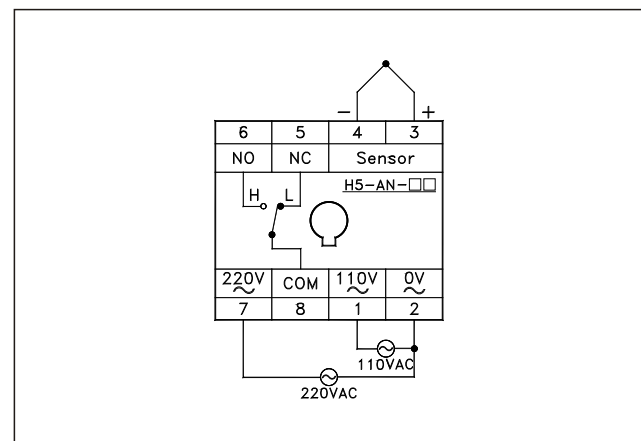 − +
6 5 4 3
NO NC Sensor
H5-AN-□□
H L
220V COM 110V 0V
7 8 1 2
110VAC
220VAC